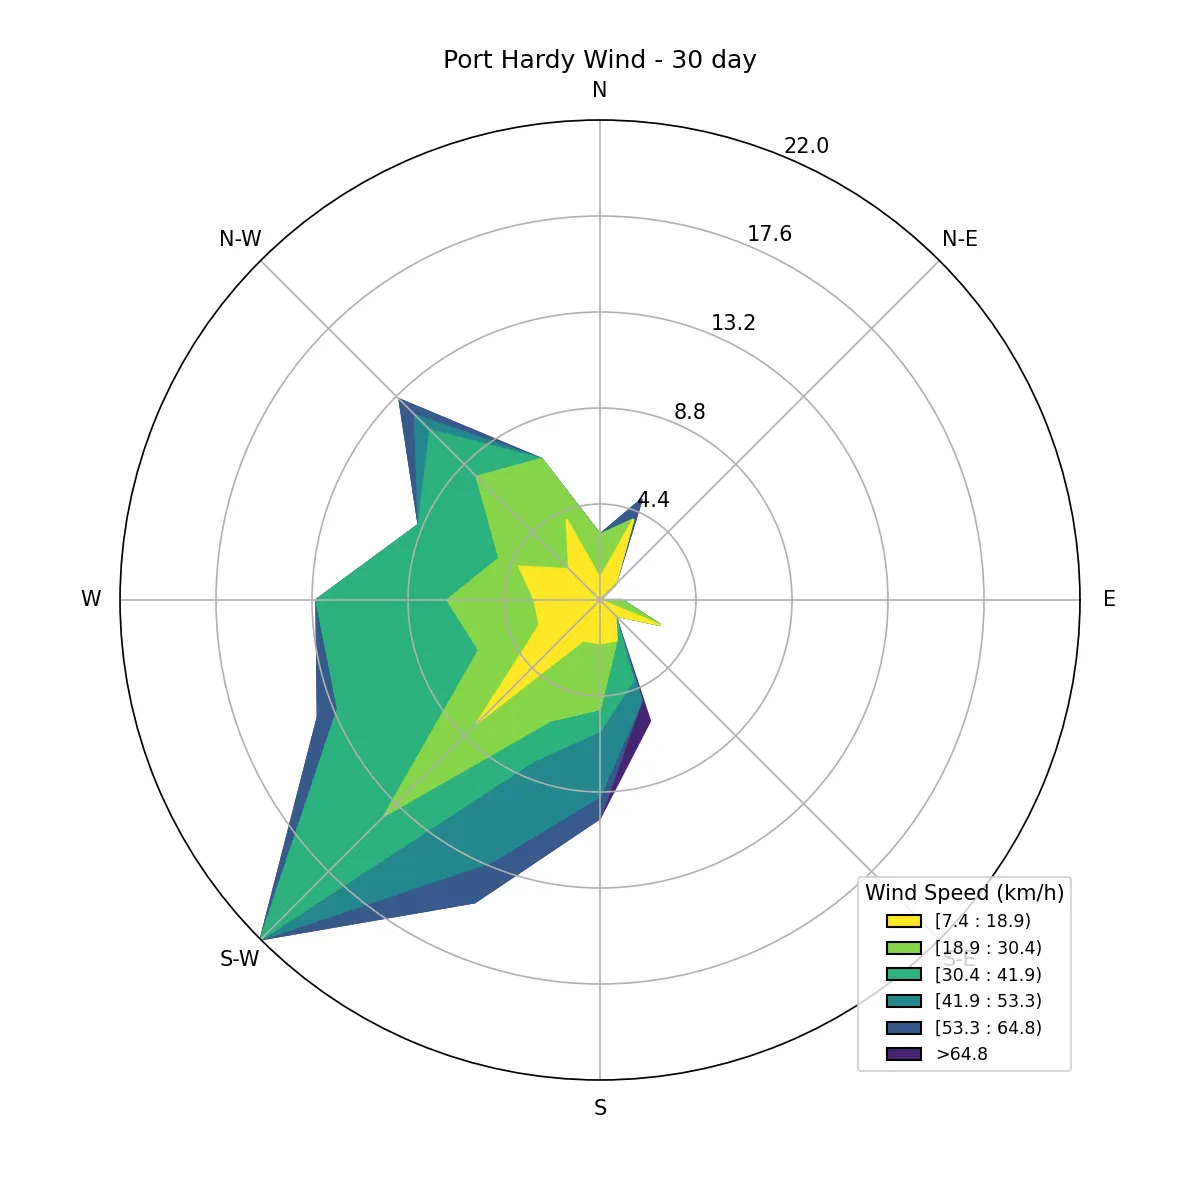 Port Hardy Wind - 30 day
N
22.0
17.6
N-W
N-E
13.2
8.8
4.4
W
E
Wind Speed (km/h)
[7.4 : 18.9)
[18.9 : 30.4)
S-W
S-E
[30.4 : 41.9)
[41.9 : 53.3)
[53.3 : 64.8)
>64.8
S